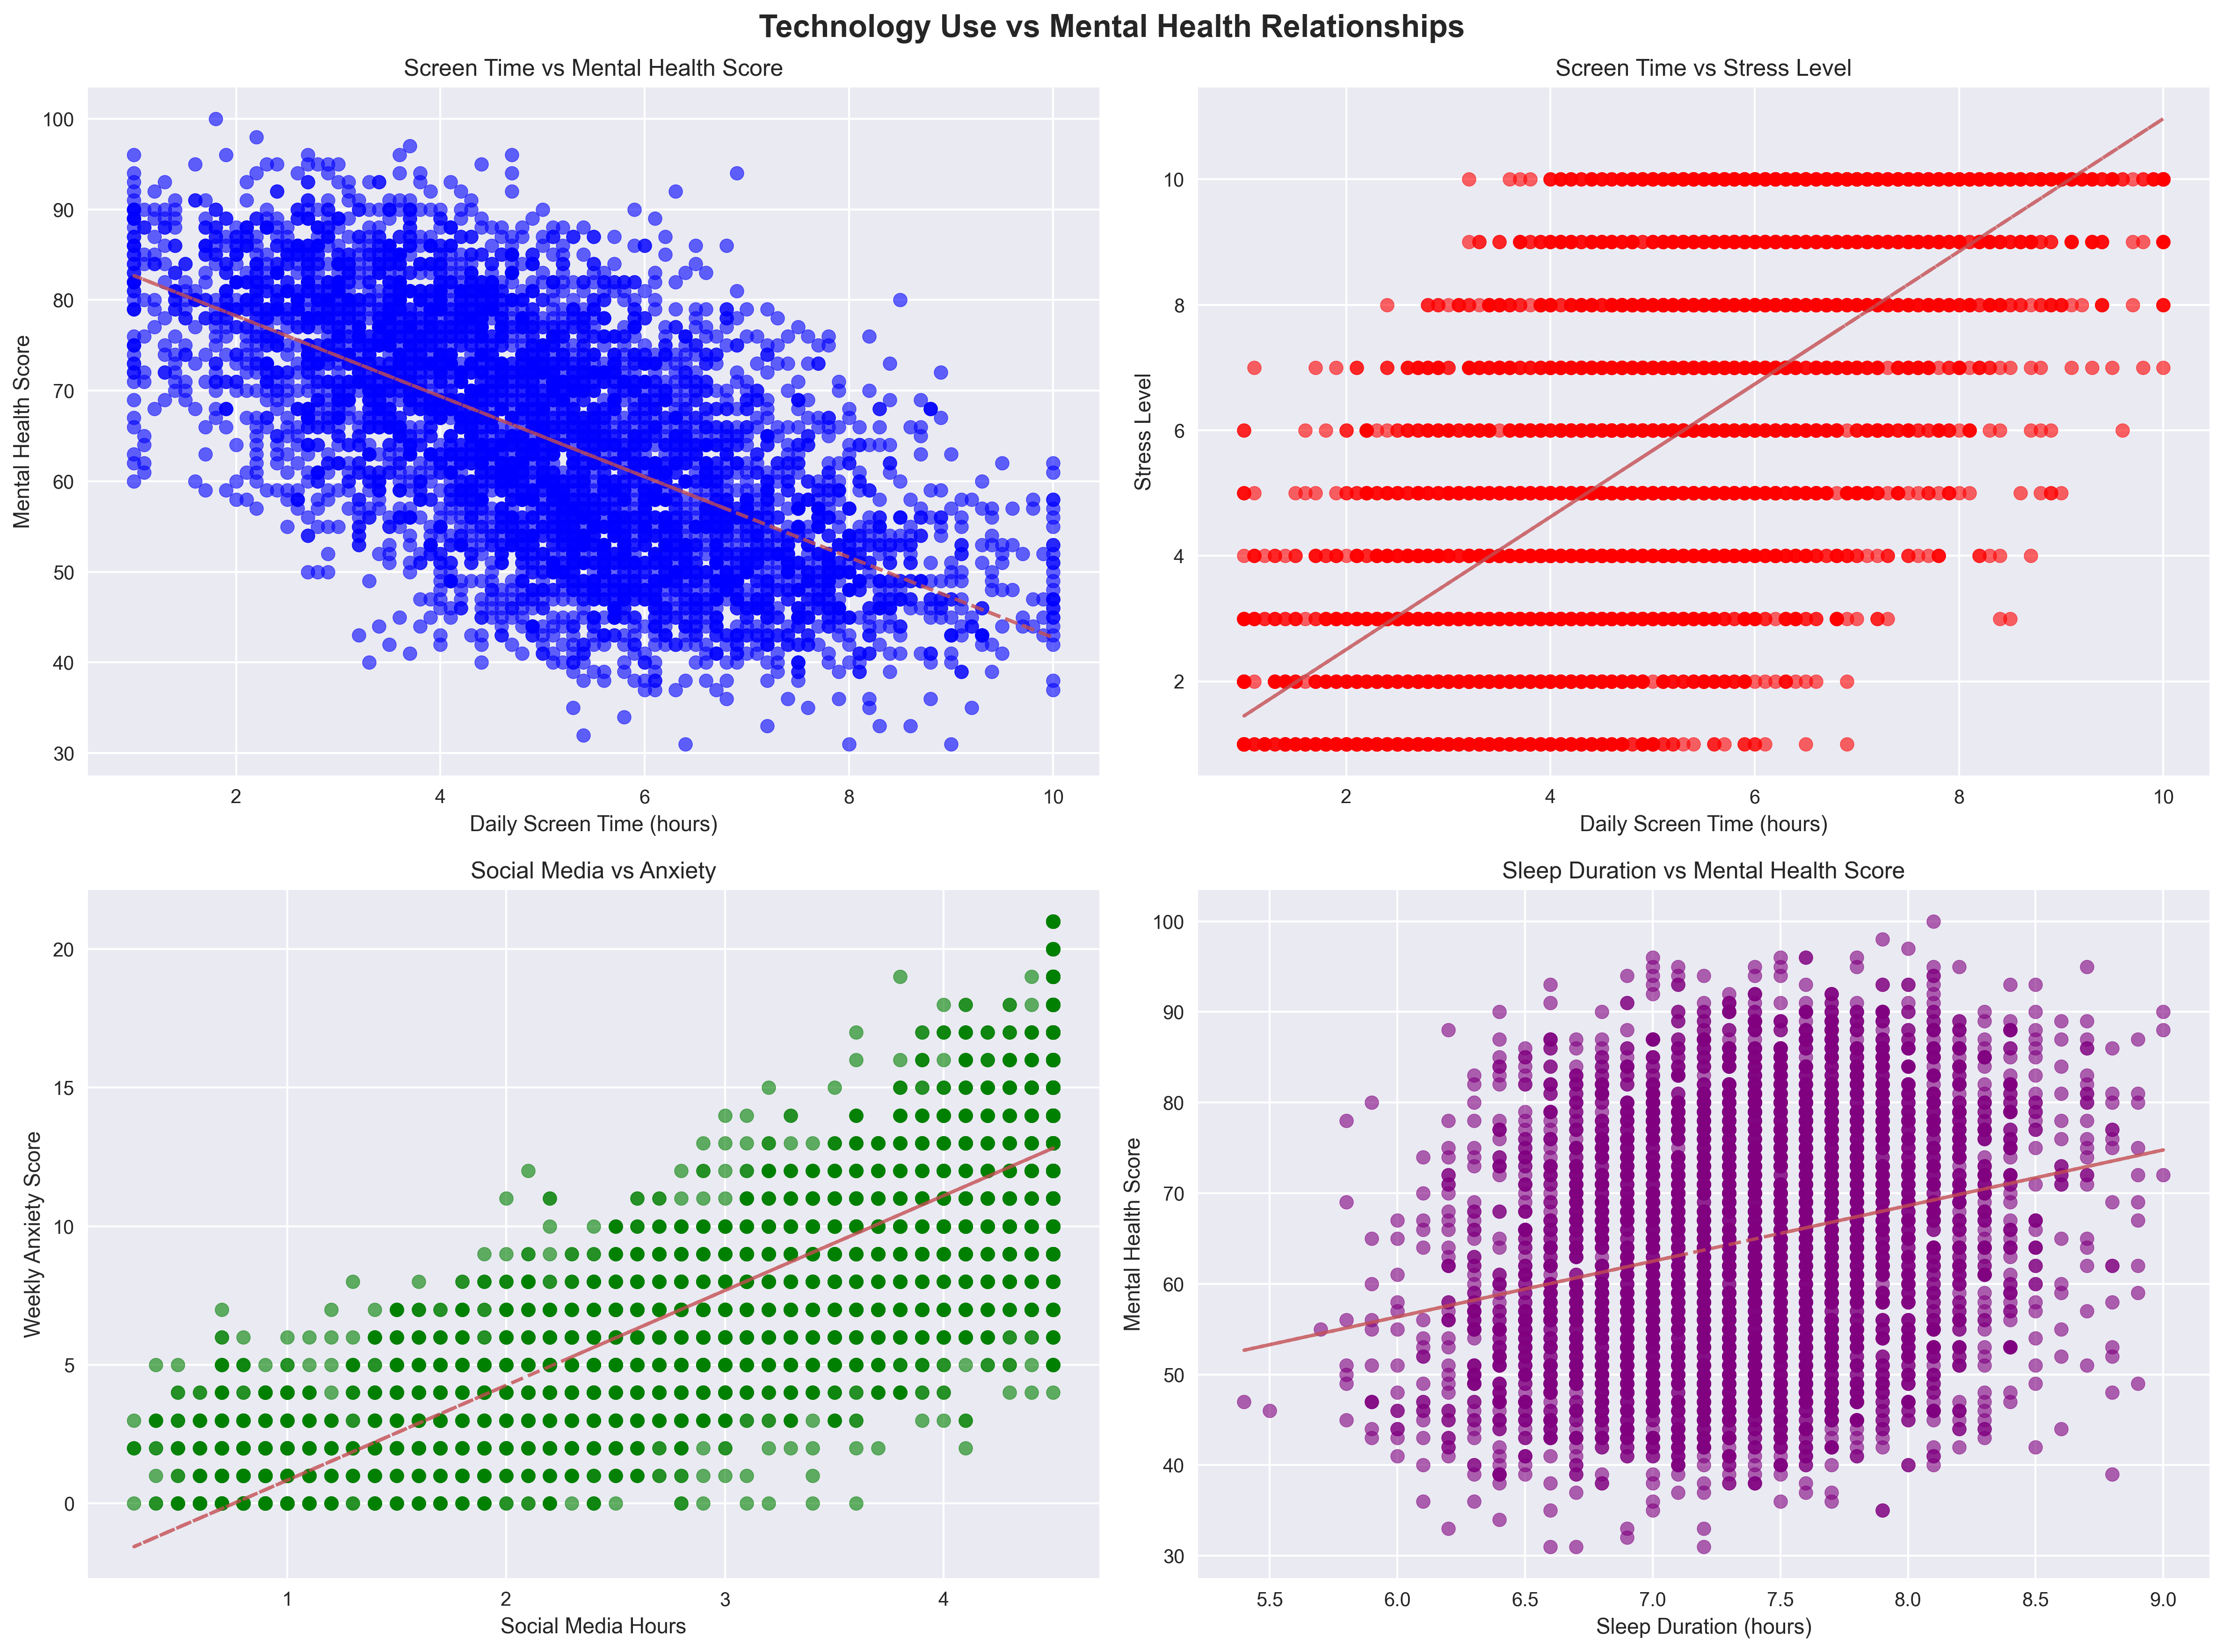 Technology Use vs Mental Health Relationships
Screen Time vs Mental Health Score
100
90
80
70
60
50
40
30
Mental Health Score
2 4 6 8 10
Daily Screen Time (hours)
Screen Time vs Stress Level
10
8
6
4
2
Stress Level
2 4 6 8 10
Daily Screen Time (hours)
Social Media vs Anxiety
20
15
10
5
0
Weekly Anxiety Score
1 2 3 4
Social Media Hours
Sleep Duration vs Mental Health Score
100
90
80
70
60
50
40
30
Mental Health Score
5.5 6.0 6.5 7.0 7.5 8.0 8.5 9.0
Sleep Duration (hours)